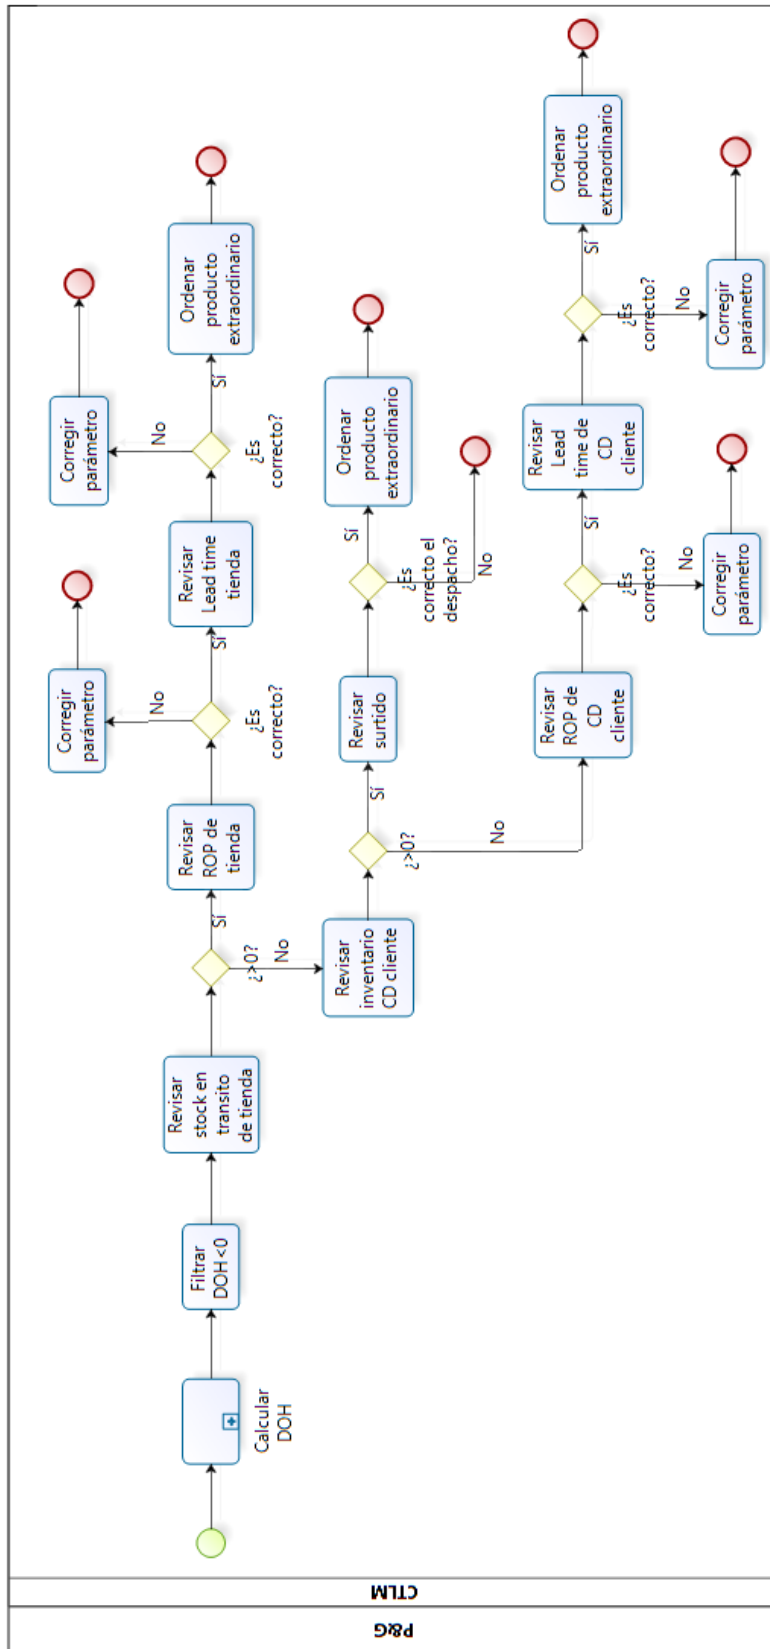 P&G
CTLM
Calcular
DOH
Filtrar
DOH <0
Revisar
stock en
transito
de tienda
¿>0?
Sí
No
Revisar
ROP de
tienda
¿Es
correcto?
No
Corregir
parámetro
Sí
Revisar
Lead time
tienda
¿Es
correcto?
No
Corregir
parámetro
Sí
Ordenar
producto
extraordinario
Revisar
inventario
CD cliente
¿>0?
Sí
No
Revisar
surtido
¿Es
correcto el
despacho?
Sí
No
Ordenar
producto
extraordinario
Revisar
ROP de
CD
cliente
¿Es
correcto?
No
Corregir
parámetro
Sí
Revisar
Lead
time de
CD
cliente
¿Es
correcto?
No
Corregir
parámetro
Sí
Ordenar
producto
extraordinario